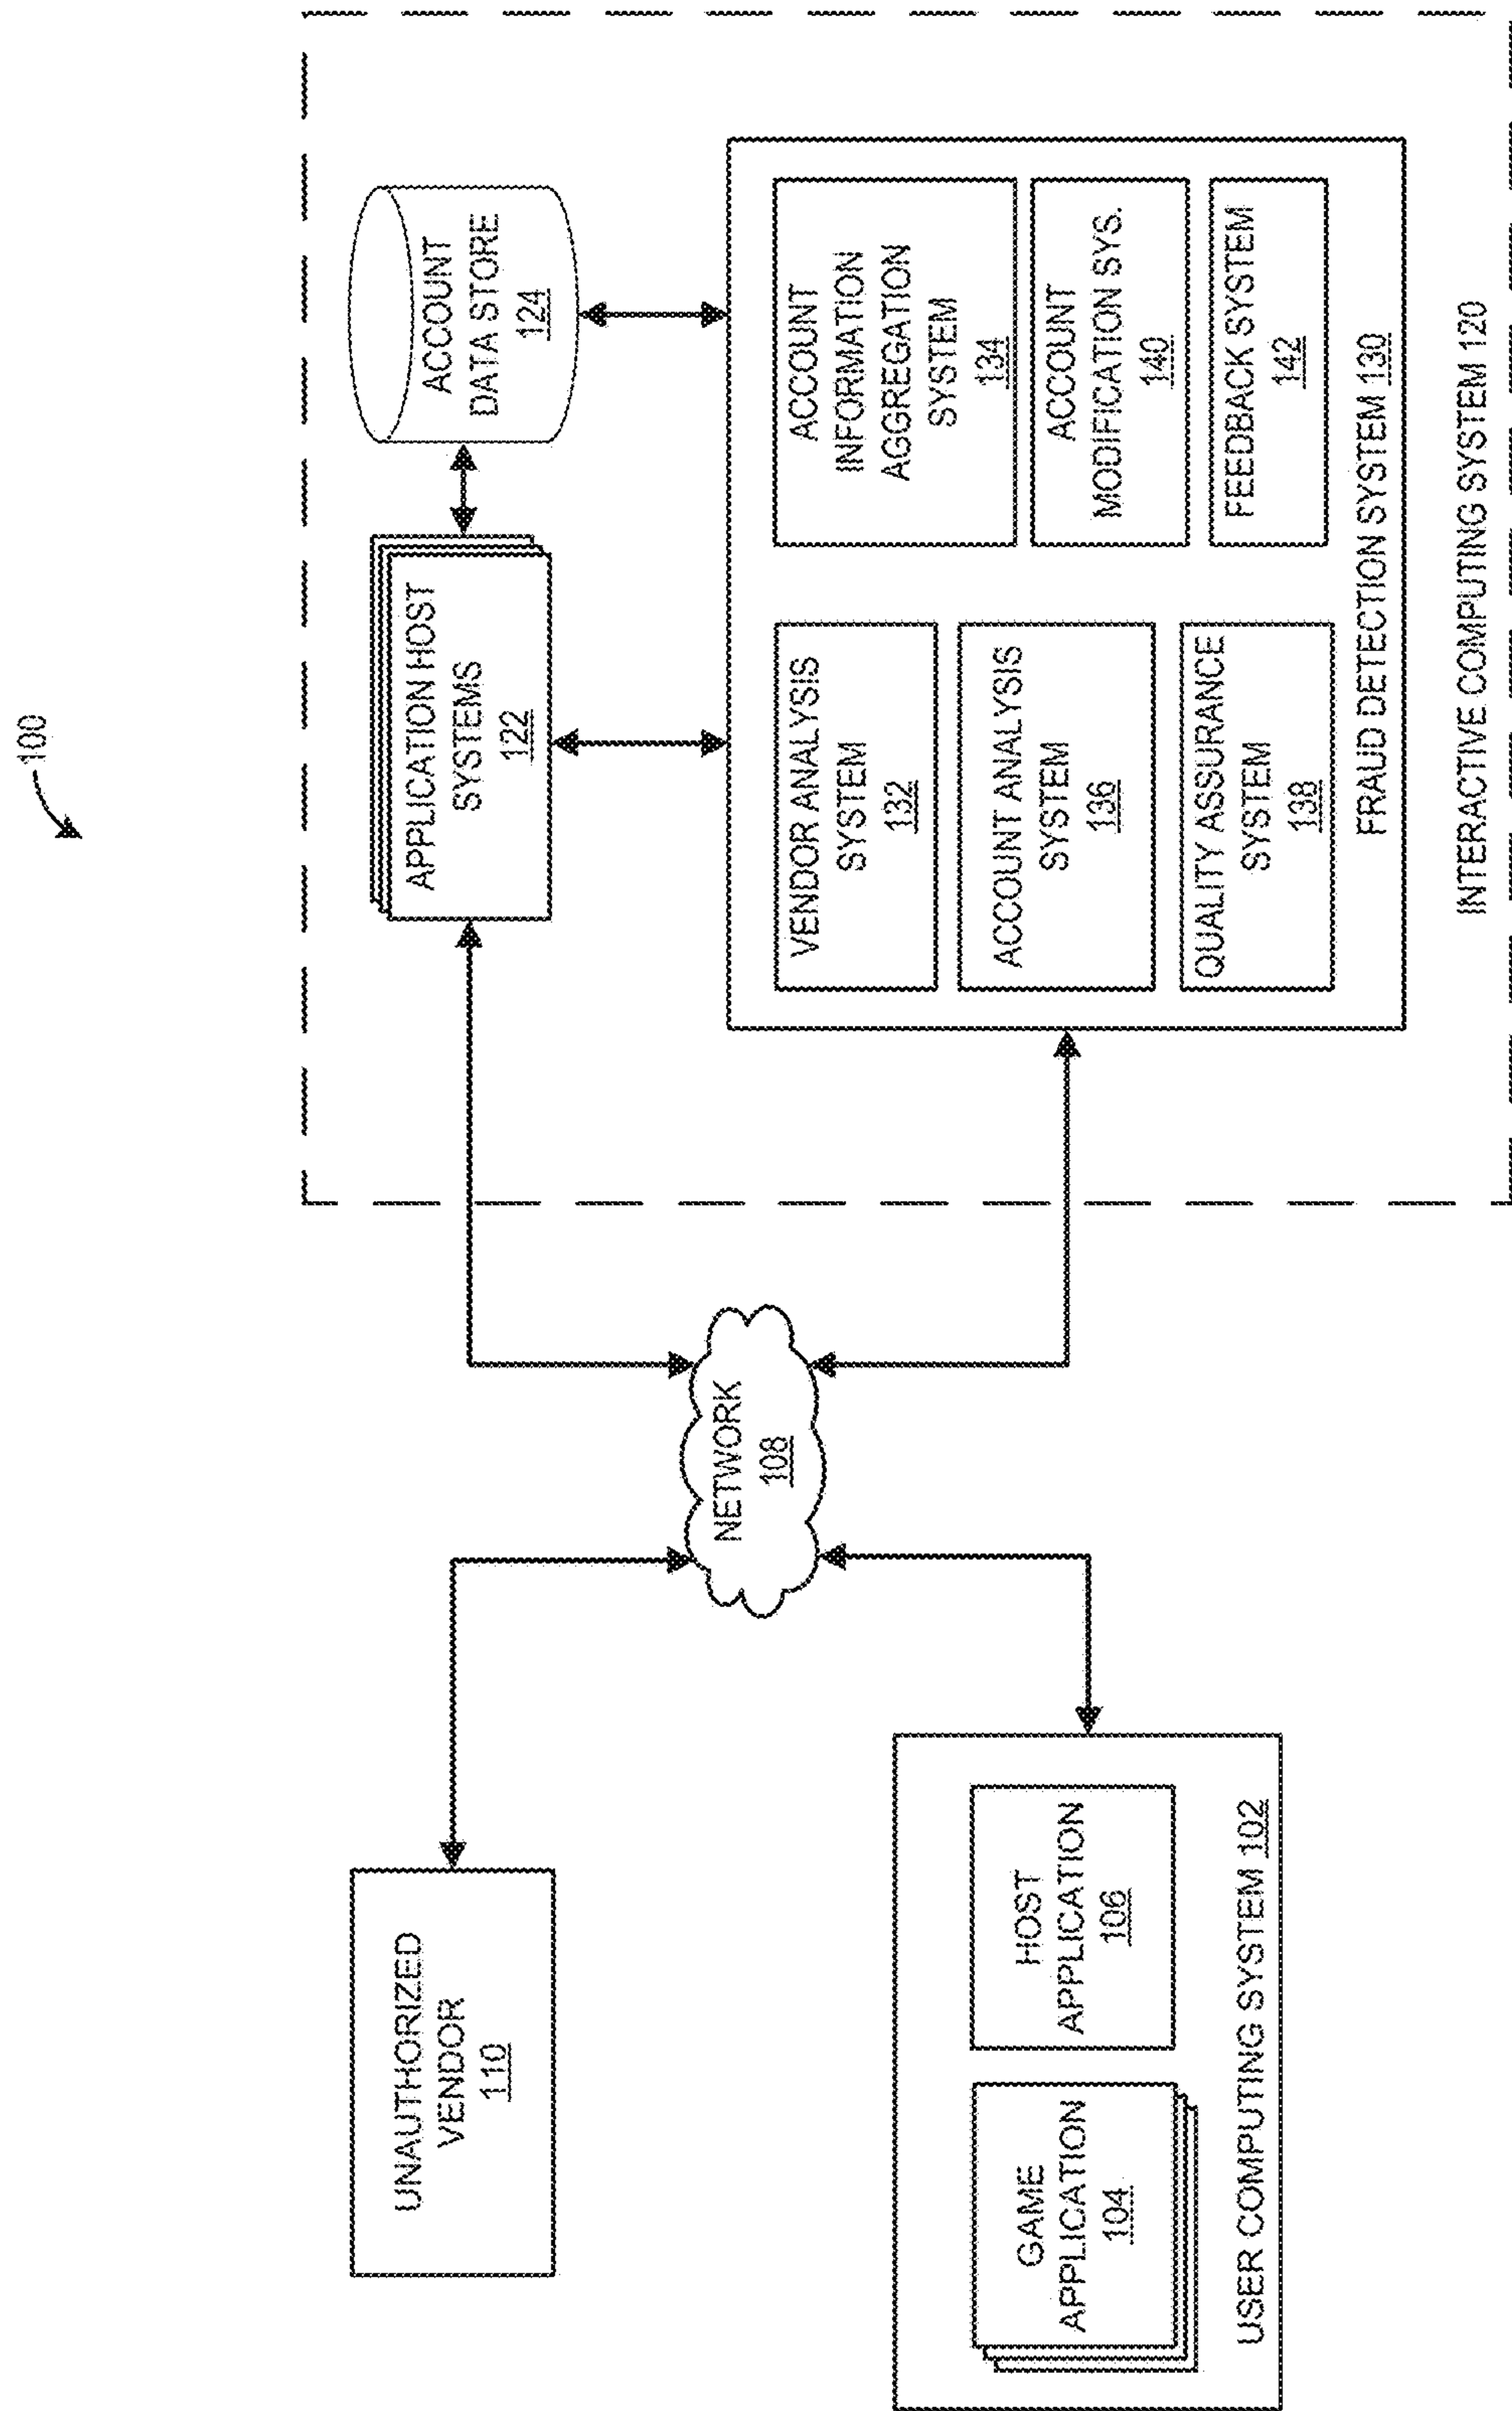 100
UNAUTHORIZED
VENDOR
110
GAME
APPLICATION
104
HOST
APPLICATION
106
USER COMPUTING SYSTEM 102
NETWORK
108
APPLICATION HOST
SYSTEMS
122
ACCOUNT
DATA STORE
124
VENDOR ANALYSIS
SYSTEM
132
ACCOUNT
INFORMATION
AGGREGATION
SYSTEM
134
ACCOUNT ANALYSIS
SYSTEM
136
ACCOUNT
MODIFICATION SYS.
140
QUALITY ASSURANCE
SYSTEM
138
FEEDBACK SYSTEM
142
FRAUD DETECTION SYSTEM 130
INTERACTIVE COMPUTING SYSTEM 120